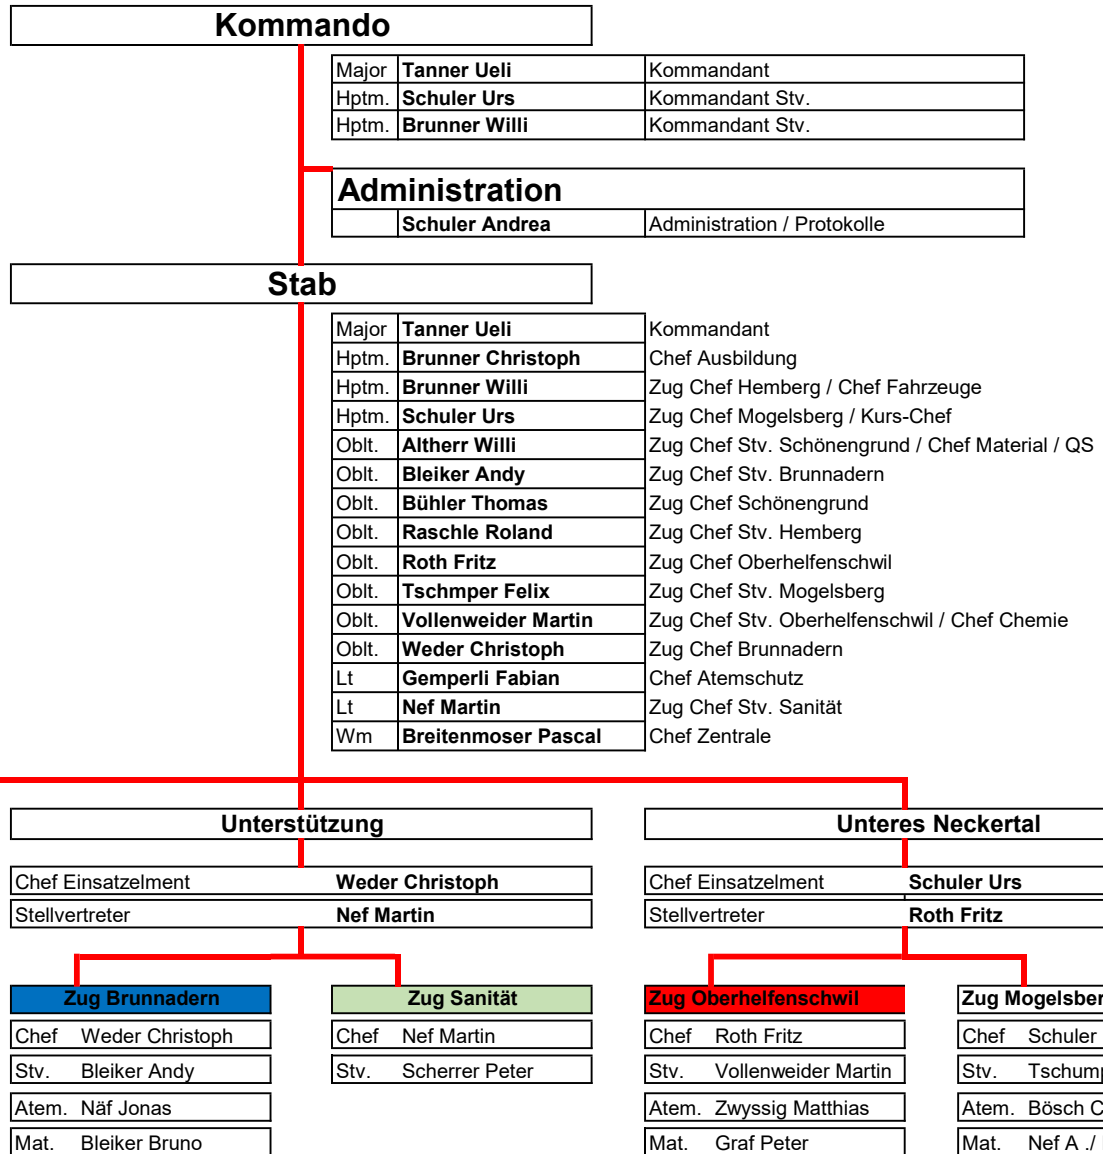 Kommando
Major Tanner Ueli Kommandant
Hptm. Schuler Urs Kommandant Stv.
Hptm. Brunner Willi Kommandant Stv.
Administration
Schuler Andrea Administration / Protokolle
Stab
Major Tanner Ueli Kommandant
Hptm. Brunner Christoph Chef Ausbildung
Hptm. Brunner Willi Zug Chef Hemberg / Chef Fahrzeuge
Hptm. Schuler Urs Zug Chef Mogelsberg / Kurs-Chef
Oblt. Altherr Willi Zug Chef Stv. Schönengrund / Chef Material / QS
Oblt. Bleiker Andy Zug Chef Stv. Brunnadern
Oblt. Bühler Thomas Zug Chef Schönengrund
Oblt. Raschle Roland Zug Chef Stv. Hemberg
Oblt. Roth Fritz Zug Chef Oberhelfenschwil
Oblt. Tschmper Felix Zug Chef Stv. Mogelsberg
Oblt. Vollenweider Martin Zug Chef Stv. Oberhelfenschwil / Chef Chemie
Oblt. Weder Christoph Zug Chef Brunnadern
Lt Gemperli Fabian Chef Atemschutz
Lt Nef Martin Zug Chef Stv. Sanität
Wm Breitenmoser Pascal Chef Zentrale
Unterstützung Unteres Neckertal
Chef Einsatzelment Weder Christoph Chef Einsatzelment Schuler Urs
Stellvertreter Nef Martin Stellvertreter Roth Fritz
Zug Brunnadern Zug Sanität Zug Oberhelfenschwil Zug Mogelsber
Chef Weder Christoph Chef Nef Martin Chef Roth Fritz Chef Schuler
Stv. Bleiker Andy Stv. Scherrer Peter Stv. Vollenweider Martin Stv. Tschump
Atem. Näf Jonas Atem. Zwyssig Matthias Atem. Bösch C
Mat. Bleiker Bruno Mat. Graf Peter Mat. Nef A ./